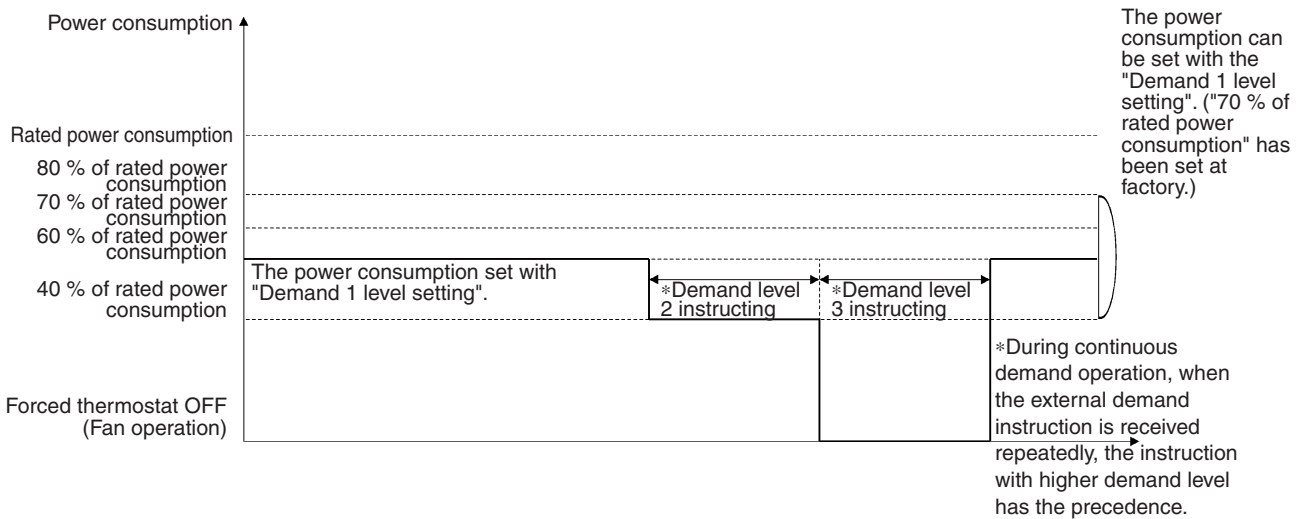 Power consumption
The power
consumption can
be set with the
"Demand 1 level
setting". ("70 % of
rated power
consumption" has
been set at
factory.)
Rated power consumption
80 % of rated power
consumption
70 % of rated power
consumption
60 % of rated power
consumption
40 % of rated power
consumption
The power consumption set with
"Demand 1 level setting".
*Demand level
2 instructing
*Demand level
3 instructing
Forced thermostat OFF
(Fan operation)
*During continuous
demand operation, when
the external demand
instruction is received
repeatedly, the instruction
with higher demand level
has the precedence.